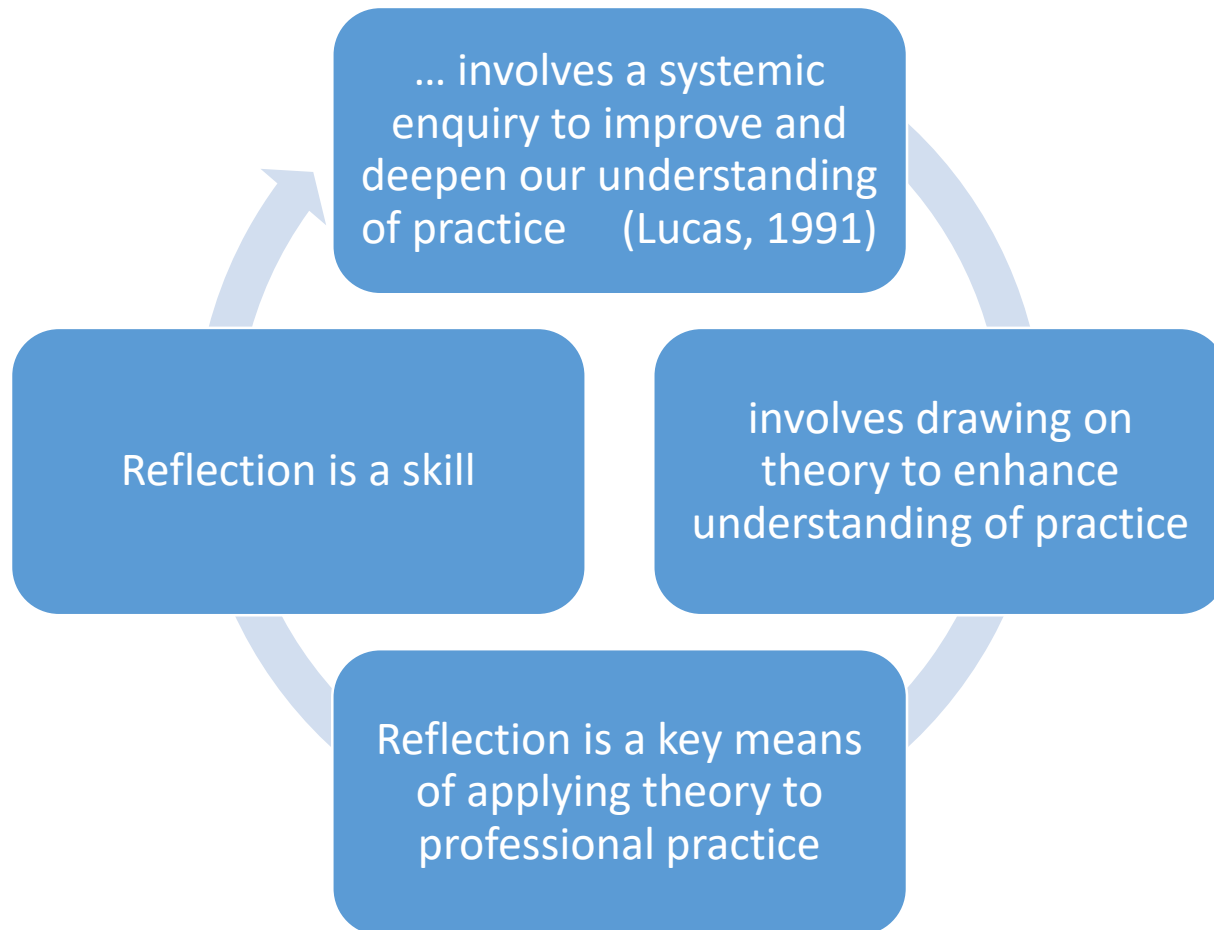 … involves a systemic
enquiry to improve and
deepen our understanding
of practice (Lucas, 1991)
involves drawing on
theory to enhance
understanding of practice
Reflection is a key means
of applying theory to
professional practice
Reflection is a skill